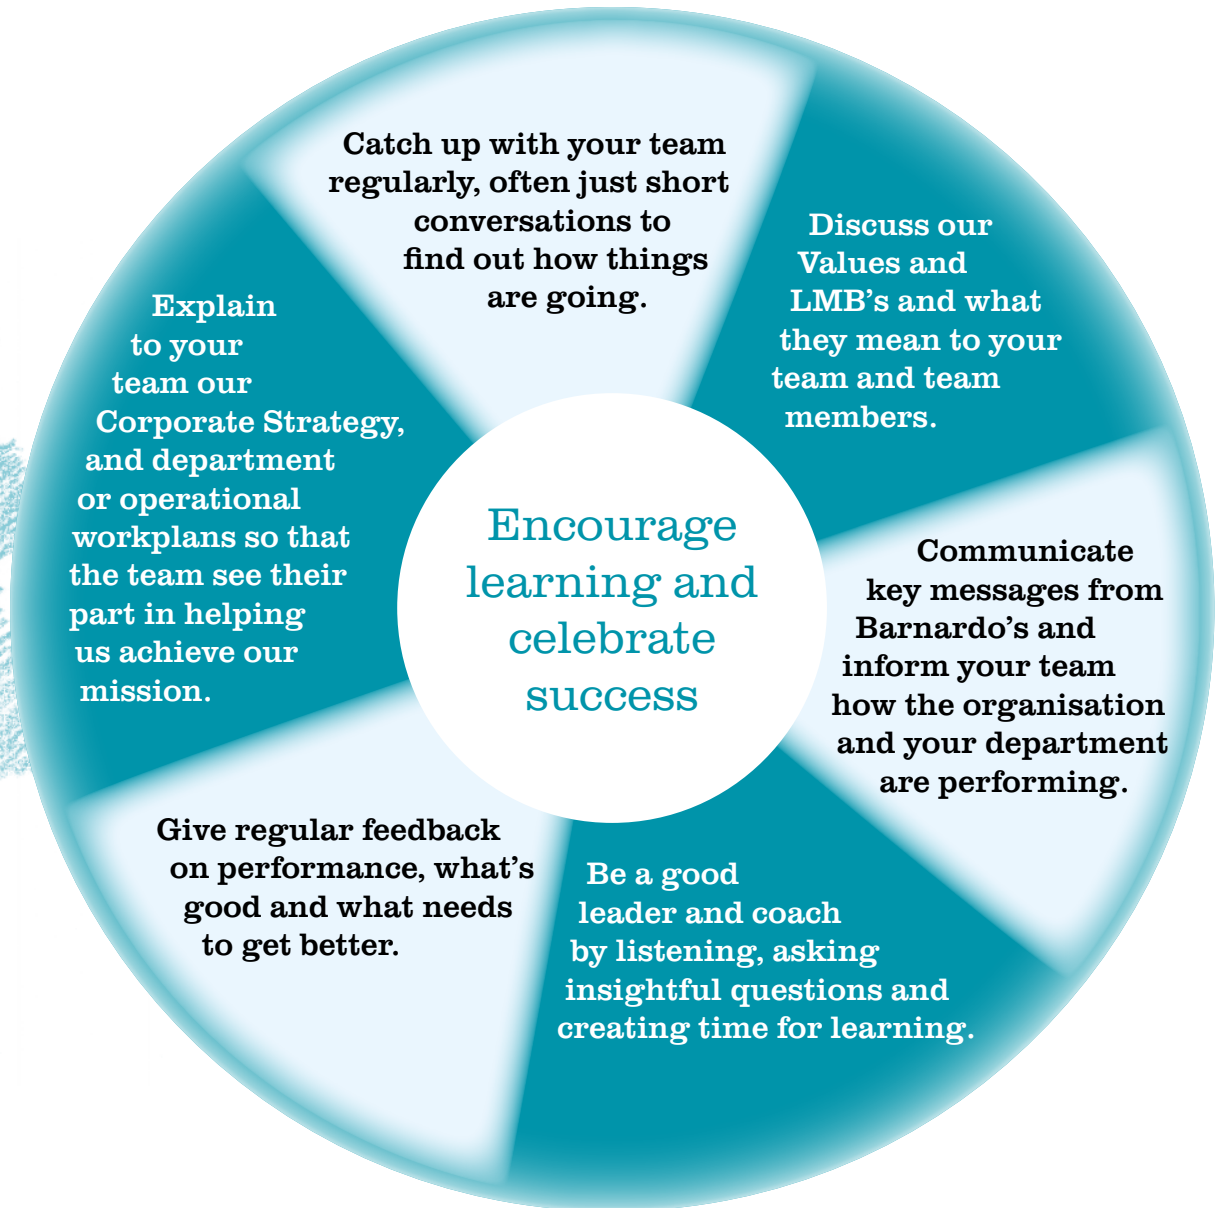 Catch up with your team
regularly, often just short
conversations to
find out how things
are going.
Discuss our
Values and
LMB's and what
they mean to your
team and team
members.
Communicate
key messages from
Barnardo's and
inform your team
how the organisation
and your department
are performing.
Be a good
leader and coach
by listening, asking
insightful questions and
creating time for learning.
Give regular feedback
on performance, what's
good and what needs
to get better.
Explain
to your
team our
Corporate Strategy,
and department
or operational
workplans so that
the team see their
part in helping
us achieve our
mission.
Encourage
learning and
celebrate
success